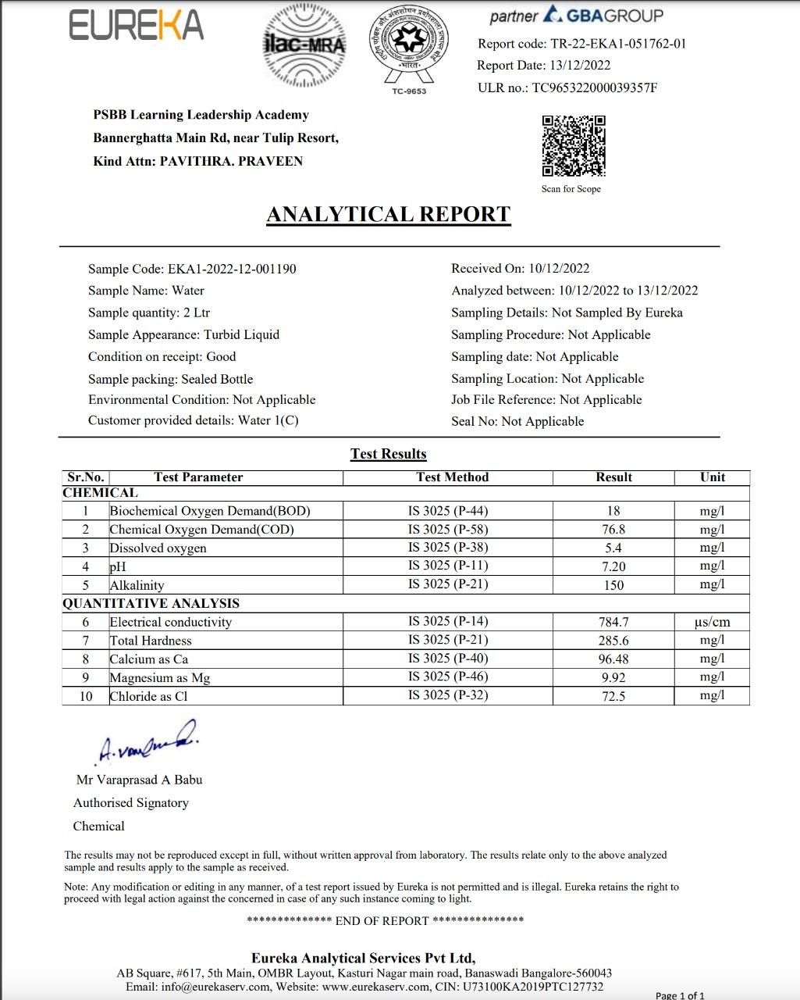 EUREKA
ilac-MRA
राष्ट्रीय परीक्षण और अंशशोधन प्रयोगशाला प्रत्यायन बोर्ड
भारत
TC-9653
partner GBAGROUP
Report code: TR-22-EKA1-051762-01
Report Date: 13/12/2022
ULR no.: TC965322000039357F
PSBB Learning Leadership Academy
Bannerghatta Main Rd, near Tulip Resort,
Kind Attn: PAVITHRA. PRAVEEN
Scan for Scope
ANALYTICAL REPORT
Sample Code: EKA1-2022-12-001190
Sample Name: Water
Sample quantity: 2 Ltr
Sample Appearance: Turbid Liquid
Condition on receipt: Good
Sample packing: Sealed Bottle
Environmental Condition: Not Applicable
Customer provided details: Water 1(C)
Received On: 10/12/2022
Analyzed between: 10/12/2022 to 13/12/2022
Sampling Details: Not Sampled By Eureka
Sampling Procedure: Not Applicable
Sampling date: Not Applicable
Sampling Location: Not Applicable
Job File Reference: Not Applicable
Seal No: Not Applicable
Test Results
Sr.No. Test Parameter Test Method Result Unit
CHEMICAL
1 Biochemical Oxygen Demand(BOD) IS 3025 (P-44) 18 mg/l
2 Chemical Oxygen Demand(COD) IS 3025 (P-58) 76.8 mg/l
3 Dissolved oxygen IS 3025 (P-38) 5.4 mg/l
4 pH IS 3025 (P-11) 7.20 mg/l
5 Alkalinity IS 3025 (P-21) 150 mg/l
QUANTITATIVE ANALYSIS
6 Electrical conductivity IS 3025 (P-14) 784.7 µs/cm
7 Total Hardness IS 3025 (P-21) 285.6 mg/l
8 Calcium as Ca IS 3025 (P-40) 96.48 mg/l
9 Magnesium as Mg IS 3025 (P-46) 9.92 mg/l
10 Chloride as Cl IS 3025 (P-32) 72.5 mg/l
Mr Varaprasad A Babu
Authorised Signatory
Chemical
The results may not be reproduced except in full, without written approval from laboratory. The results relate only to the above analyzed
sample and results apply to the sample as received.
Note: Any modification or editing in any manner, of a test report issued by Eureka is not permitted and is illegal. Eureka retains the right to
proceed with legal action against the concerned in case of any such instance coming to light.
************** END OF REPORT ***************
Eureka Analytical Services Pvt Ltd,
AB Square, #617, 5th Main, OMBR Layout, Kasturi Nagar main road, Banaswadi Bangalore-560043
Email: info@eurekaserv.com, Website: www.eurekaserv.com, CIN: U73100KA2019PTC127732
Page 1 of 1